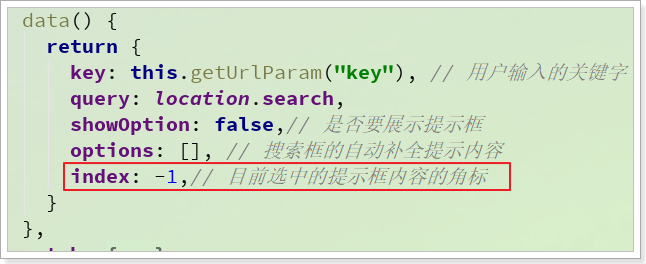 data() {
return {
key: this.getUrlParam("key"), // 用户输入的关键字
query: location.search,
showOption: false,// 是否要展示提示框
options: [], // 搜索框的自动补全提示内容
index: -1,// 目前选中的提示框内容的角标
}
},